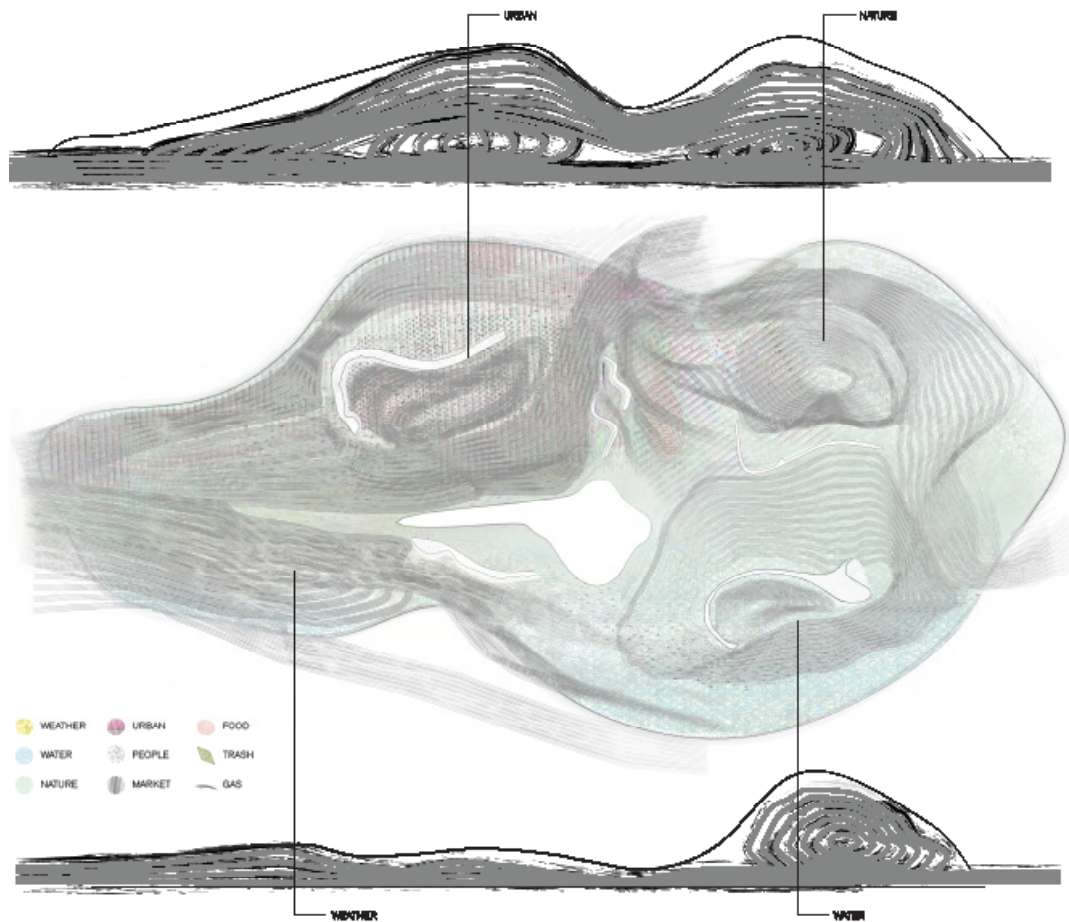 URBAN
NATURE
WEATHER
URBAN
FOOD
WATER
PEOPLE
TRASH
NATURE
MARKET
GAS
WEATHER
WATER